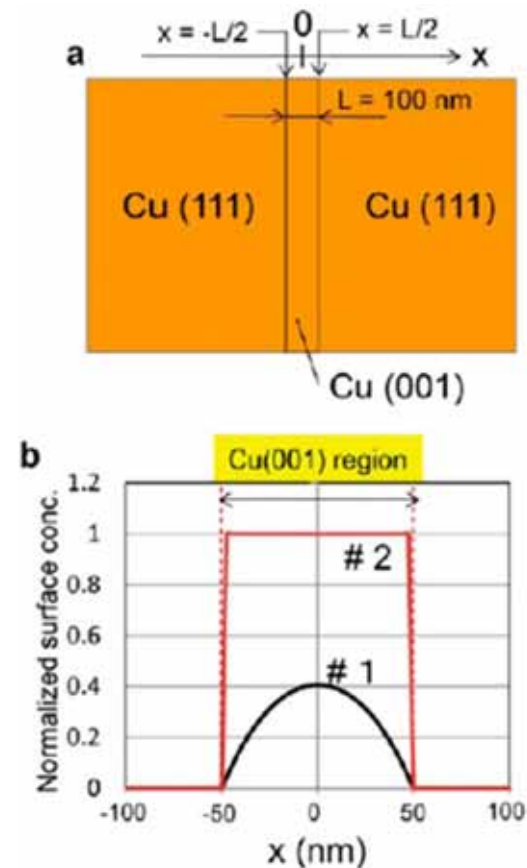 a
x = -L/2 0 x = L/2
x
L = 100 nm
Cu (111) Cu (111)
Cu (001)
b
Cu(001) region
Normalized surface conc.
1.2
1
0.8
0.6
0.4
0.2
0
# 2
# 1
-100 -50 0 50 100
x (nm)